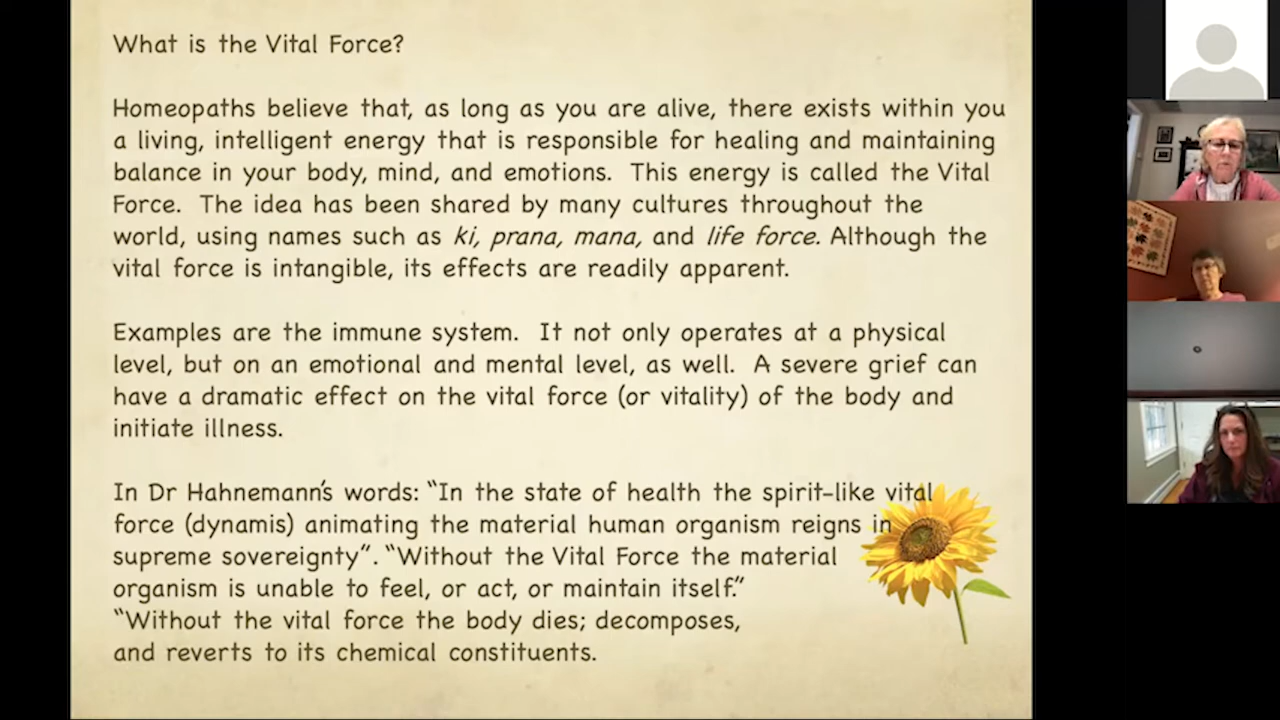 What is the Vital Force?
Homeopaths believe that, as long as you are alive, there exists within you
a living, intelligent energy that is responsible for healing and maintaining
balance in your body, mind, and emotions.  This energy is called the Vital
Force.  The idea has been shared by many cultures throughout the
world, using names such as ki, prana, mana, and life force. Although the
vital force is intangible, its effects are readily apparent.
Examples are the immune system.  It not only operates at a physical
level, but on an emotional and mental level, as well.  A severe grief can
have a dramatic effect on the vital force (or vitality) of the body and
initiate illness.
In Dr Hahnemann's words: “In the state of health the spirit-like vital
force (dynamis) animating the material human organism reigns in
supreme sovereignty”. “Without the Vital Force the material
organism is unable to feel, or act, or maintain itself.”
“Without the vital force the body dies; decomposes,
and reverts to its chemical constituents.